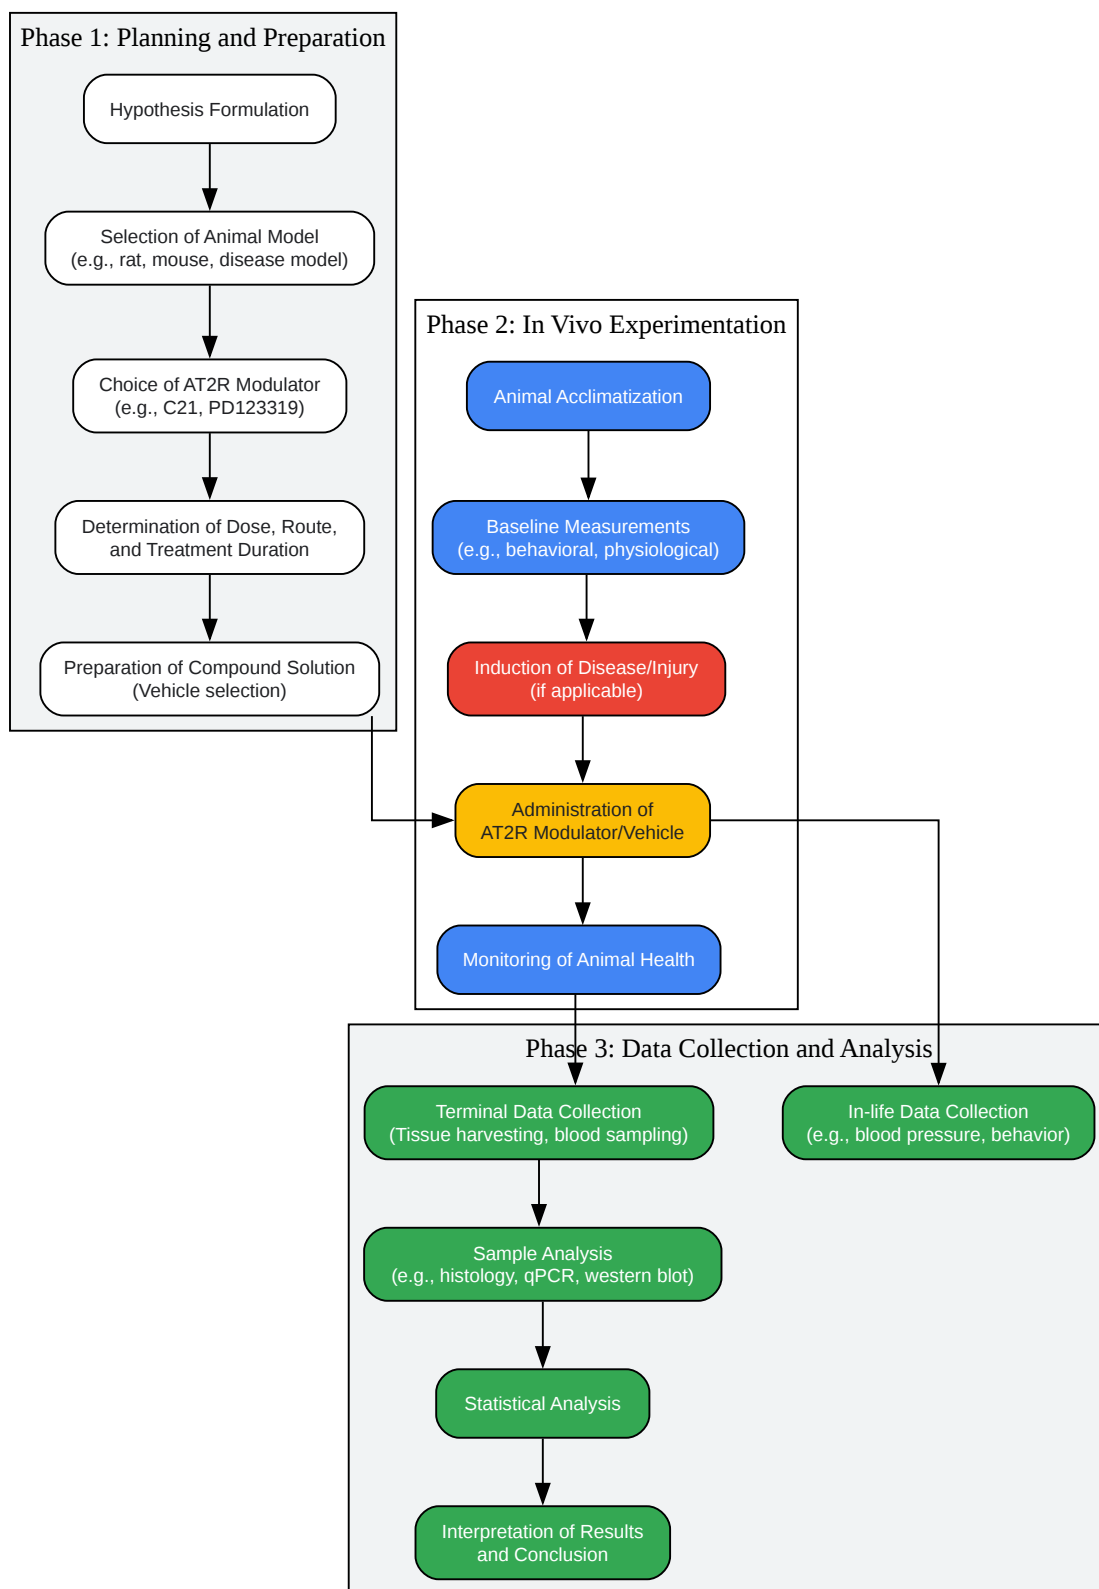 Phase 1: Planning and Preparation
Hypothesis Formulation
Selection of Animal Model
(e.g., rat, mouse, disease model)
Choice of AT2R Modulator
(e.g., C21, PD123319)
Determination of Dose, Route,
and Treatment Duration
Preparation of Compound Solution
(Vehicle selection)
Phase 2: In Vivo Experimentation
Animal Acclimatization
Baseline Measurements
(e.g., behavioral, physiological)
Induction of Disease/Injury
(if applicable)
Administration of
AT2R Modulator/Vehicle
Monitoring of Animal Health
Phase 3: Data Collection and Analysis
Terminal Data Collection
(Tissue harvesting, blood sampling)
In-life Data Collection
(e.g., blood pressure, behavior)
Sample Analysis
(e.g., histology, qPCR, western blot)
Statistical Analysis
Interpretation of Results
and Conclusion